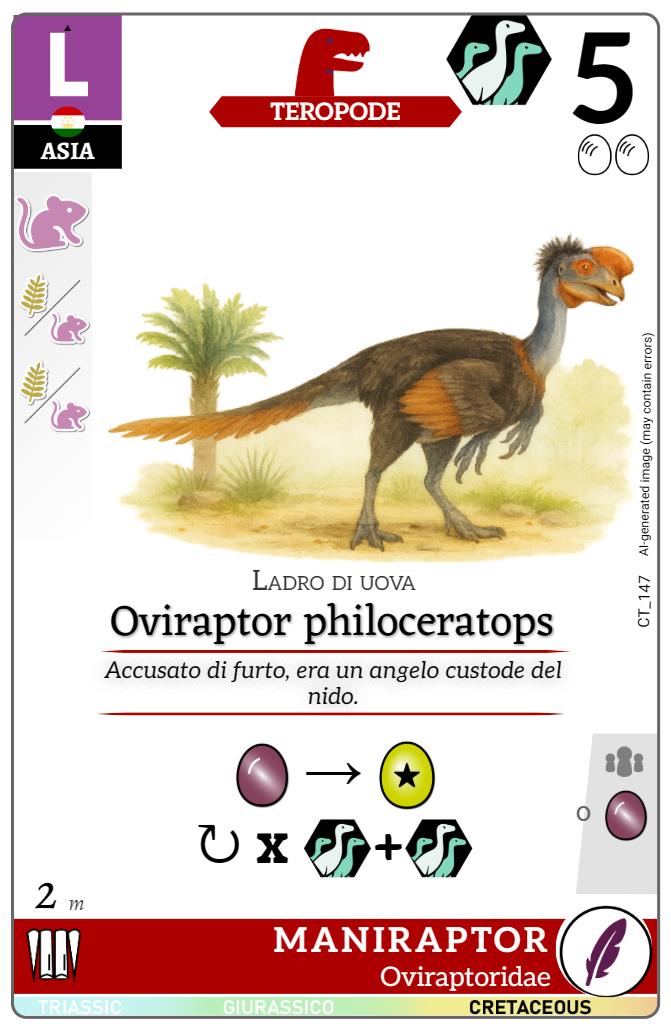 L
5
TEROPODE
ASIA
AI-generated image (may contain errors)
CT_147
Ladro di uova
Oviraptor philoceratops
Accusato di furto, era un angelo custode del
nido.
→
O
↻ x +
2 m
MANIRAPTOR
Oviraptoridae
TRIASSIC GIURASSICO CRETACEOUS